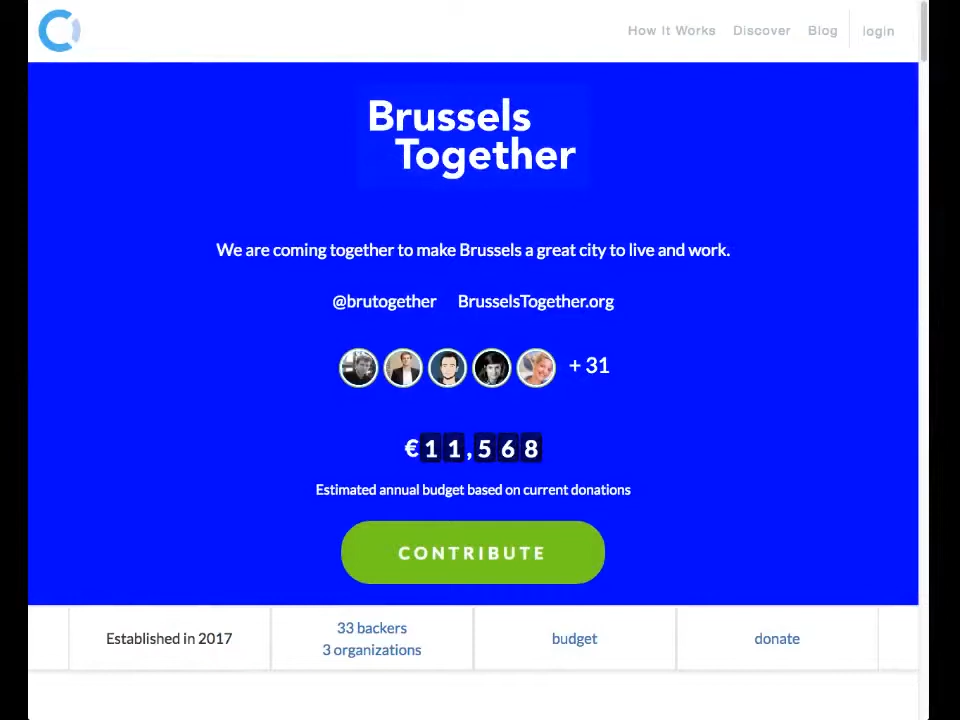 How It Works Discover Blog login
Brussels
Together
We are coming together to make Brussels a great city to live and work.
@brutogether BrusselsTogether.org
+ 31
€11,568
Estimated annual budget based on current donations
CONTRIBUTE
Established in 2017
33 backers
3 organizations
budget
donate